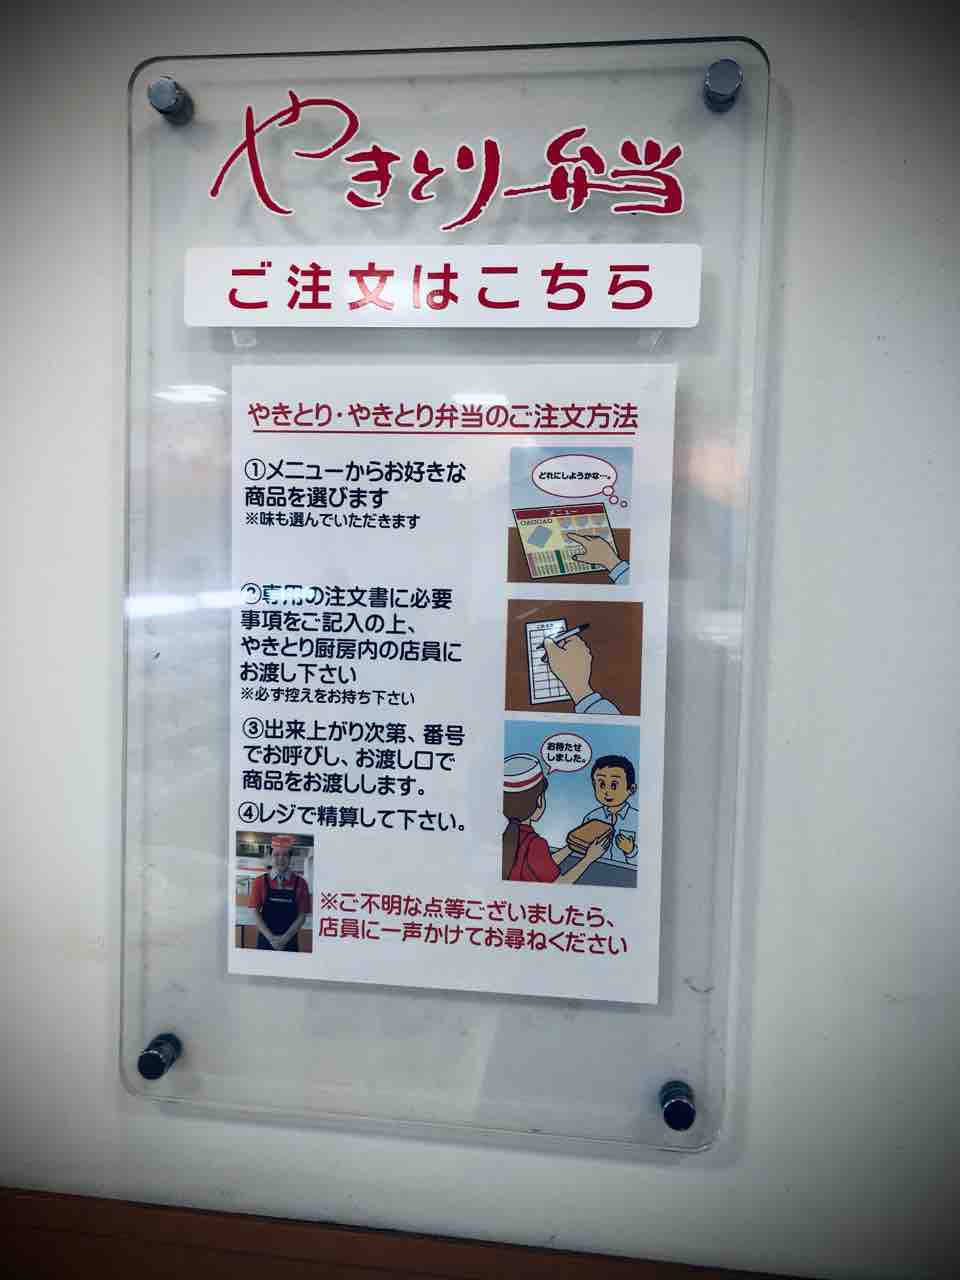 やきとり弁当
ご注文はこちら
やきとり・やきとり弁当のご注文方法
①メニューからお好きな
商品を選びます
※味も選んでいただきます
どれにしようかな…。
メニュー
②専用の注文書に必要
事項をご記入の上、
やきとり厨房内の店員に
お渡し下さい
※必ず控えをお持ち下さい
③出来上がり次第、番号
でお呼びし、お渡し口で
商品をお渡しします。
お待たせ
しました。
④レジで精算して下さい。
※ご不明な点等ございましたら、
店員に一声かけてお尋ねください